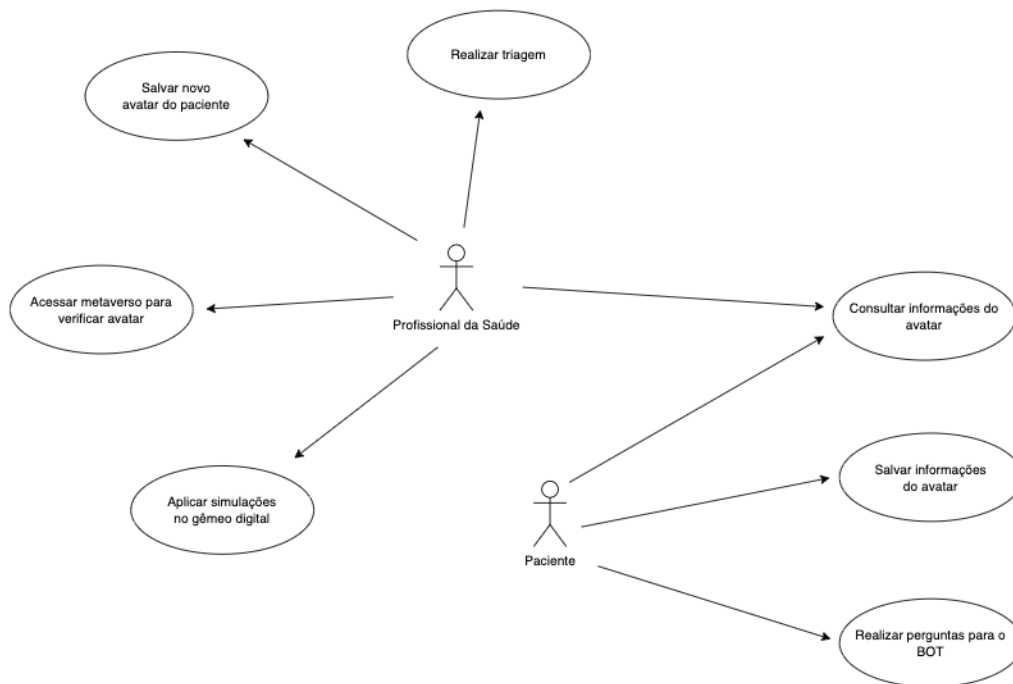 Realizar triagem
Salvar novo
avatar do paciente
Acessar metaverso para
verificar avatar
Profissional da Saúde
Consultar informações do
avatar
Salvar informações
do avatar
Aplicar simulações
no gêmeo digital
Paciente
Realizar perguntas para o
BOT